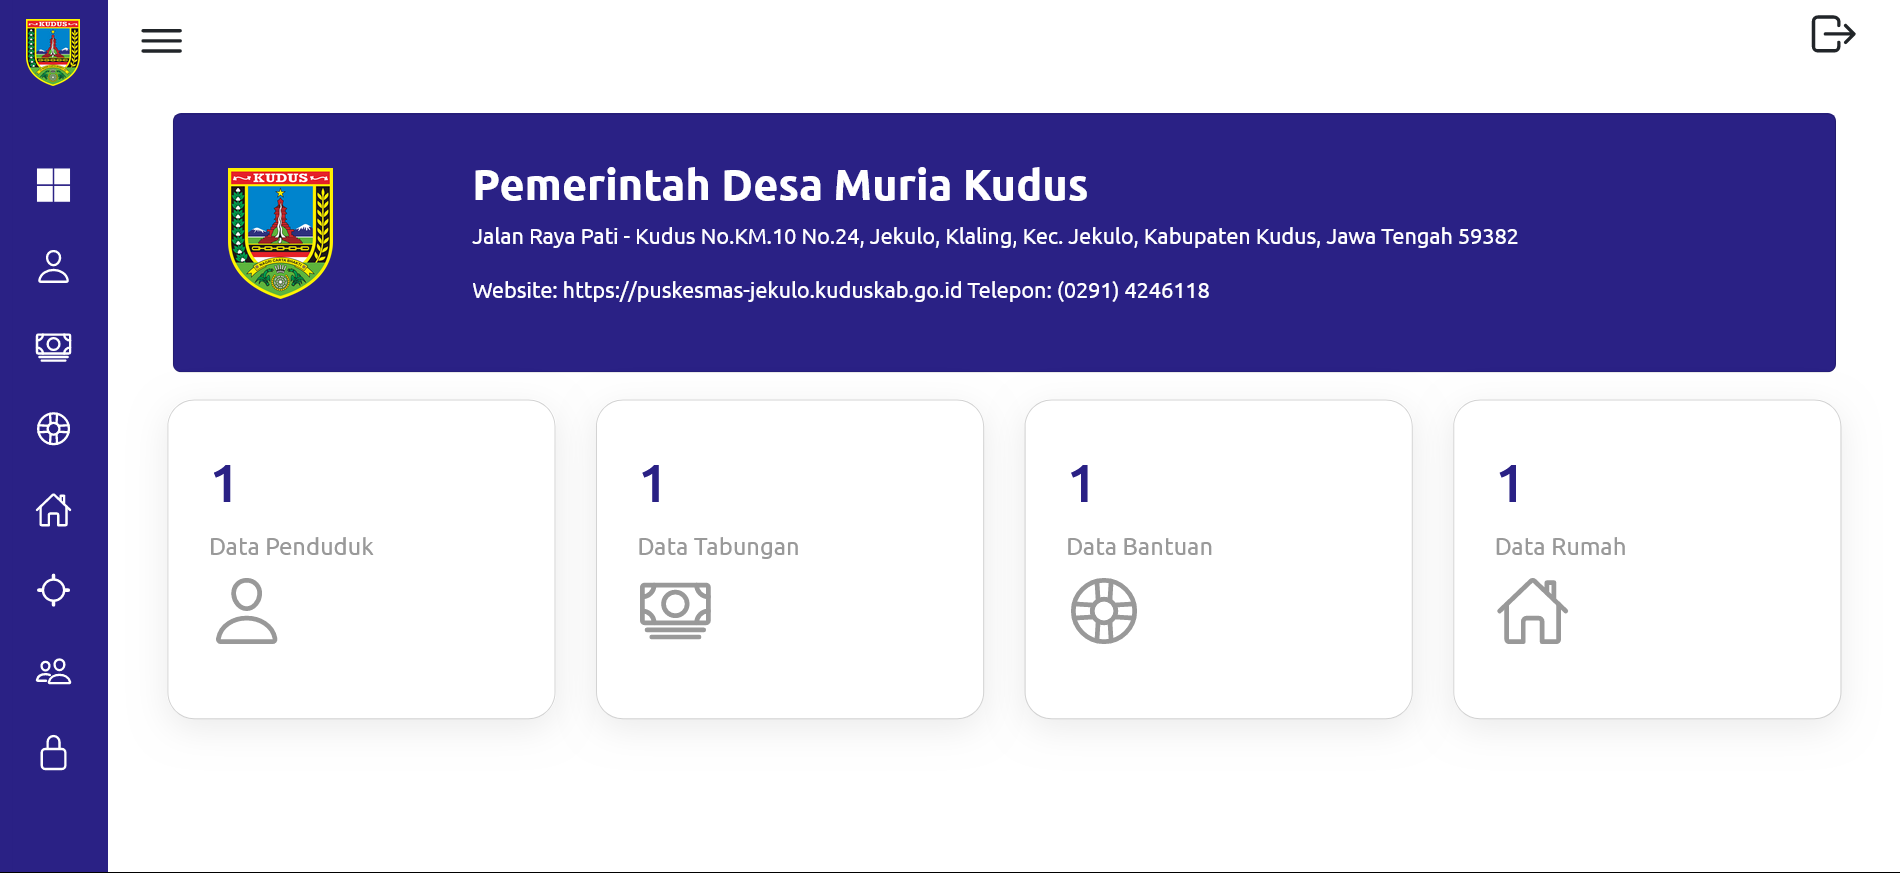 KUDUS
KUDUS
Pemerintah Desa Muria Kudus
Jalan Raya Pati - Kudus No.KM.10 No.24, Jekulo, Klaling, Kec. Jekulo, Kabupaten Kudus, Jawa Tengah 59382
Website: https://puskesmas-jekulo.kuduskab.go.id Telepon: (0291) 4246118
1
Data Penduduk
1
Data Tabungan
1
Data Bantuan
1
Data Rumah